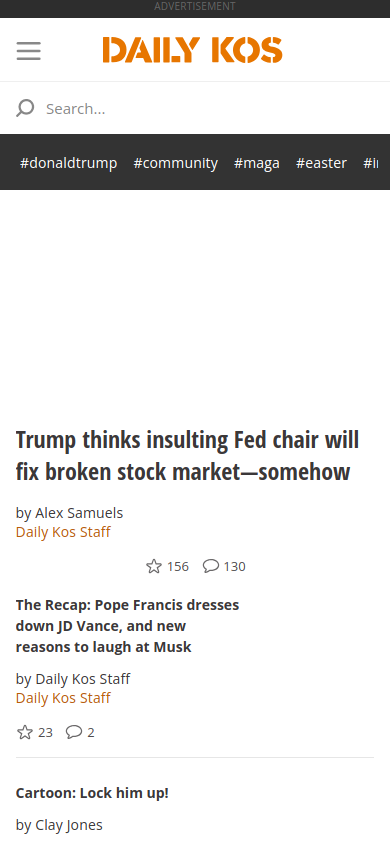 ADVERTISEMENT
DAILY KOS
Search...
#donaldtrump #community #maga #easter
Trump thinks insulting Fed chair will
fix broken stock market—somehow
by Alex Samuels
Daily Kos Staff
156 130
The Recap: Pope Francis dresses
down JD Vance, and new
reasons to laugh at Musk
by Daily Kos Staff
Daily Kos Staff
23 2
Cartoon: Lock him up!
by Clay Jones